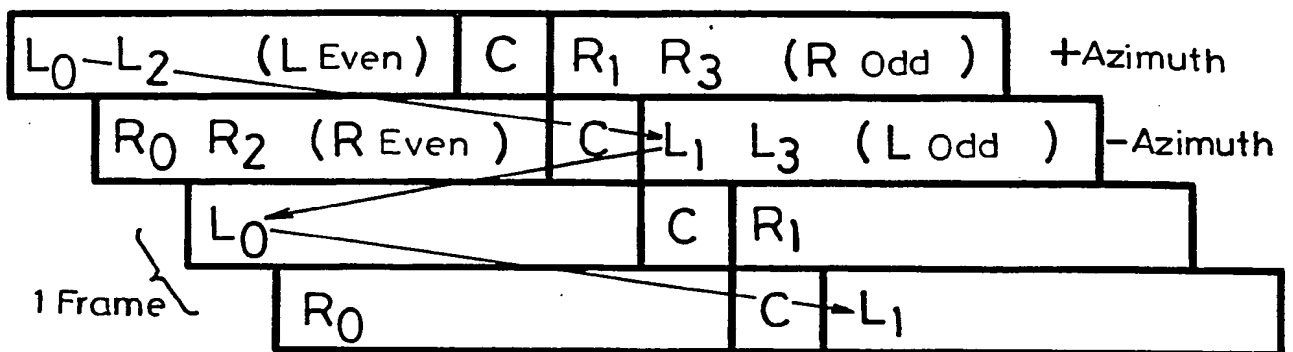 L0 L2 (L Even) C R1 R3 (R Odd) +Azimuth
R0 R2 (R Even) C L1 L3 (L Odd) -Azimuth
L0 C R1
1 Frame
R0 C L1